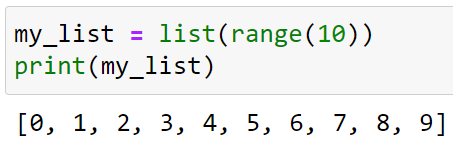 my_list = list(range(10))
print(my_list)
[0, 1, 2, 3, 4, 5, 6, 7, 8, 9]